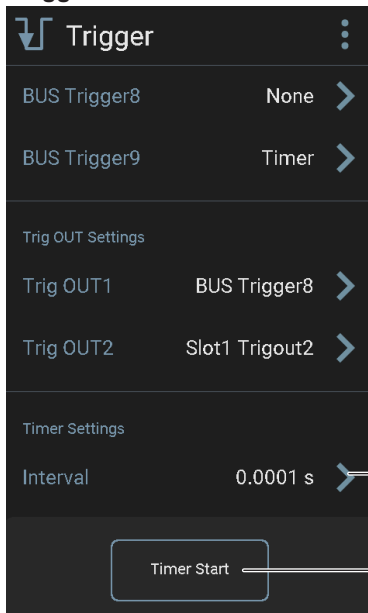 Trigger
BUS Trigger8 None
BUS Trigger9 Timer
Trig OUT Settings
Trig OUT1 BUS Trigger8
Trig OUT2 Slot1 Trigout2
Timer Settings
Interval 0.0001 s
Timer Start